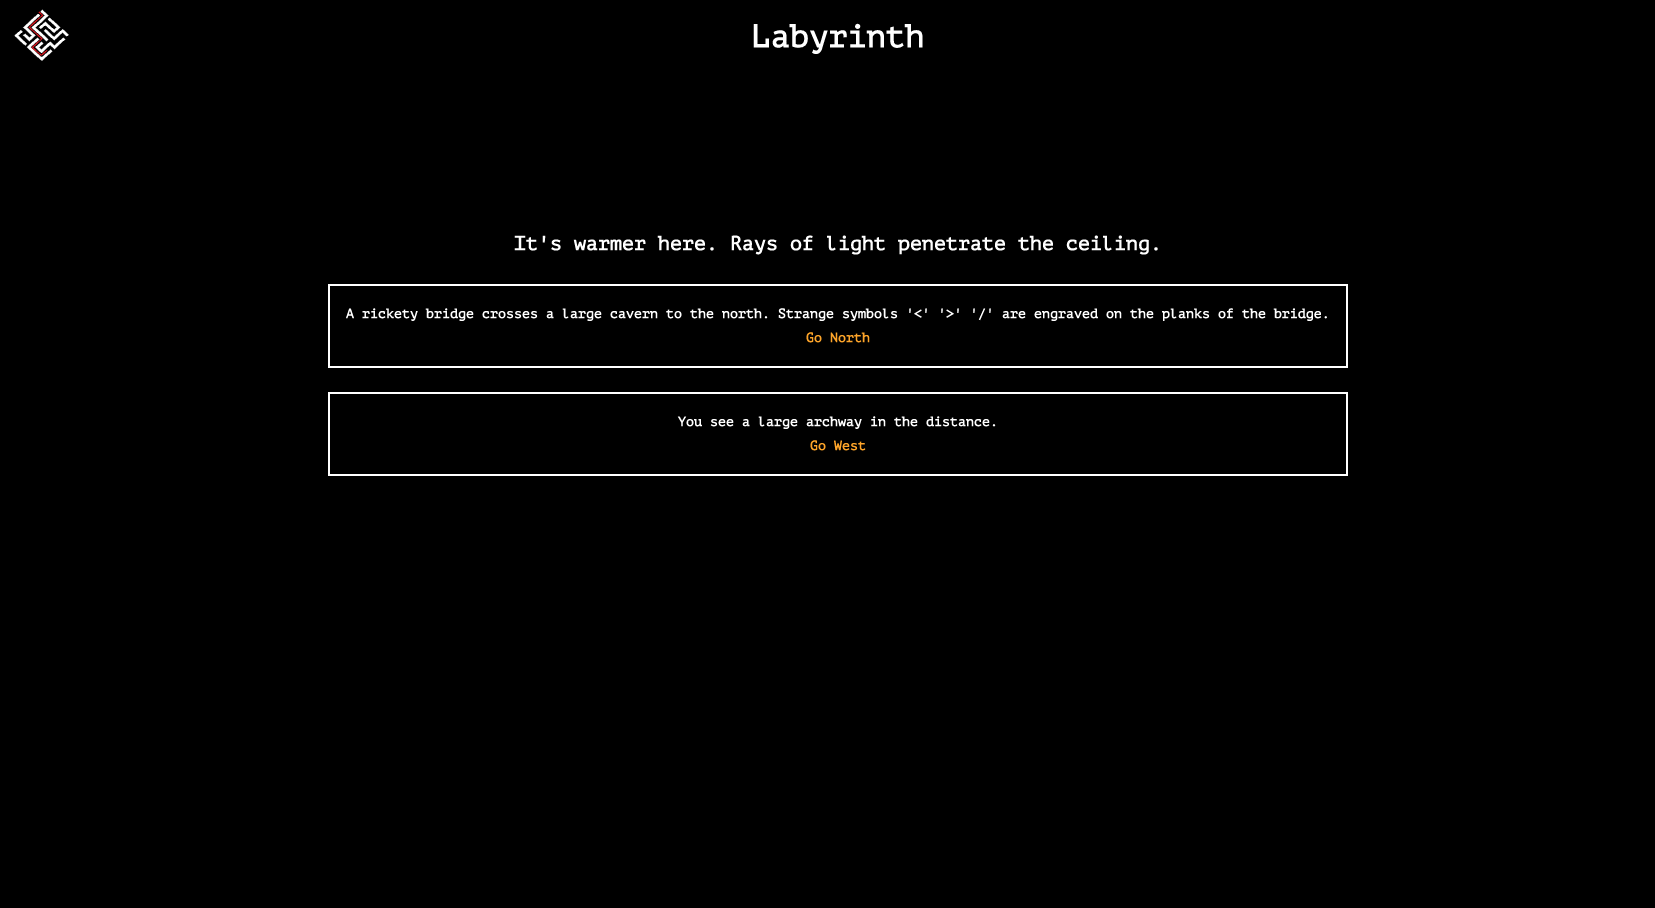 Labyrinth
It's warmer here. Rays of light penetrate the ceiling.
A rickety bridge crosses a large cavern to the north. Strange symbols '<' '>' '/' are engraved on the planks of the bridge.
Go North
You see a large archway in the distance.
Go West